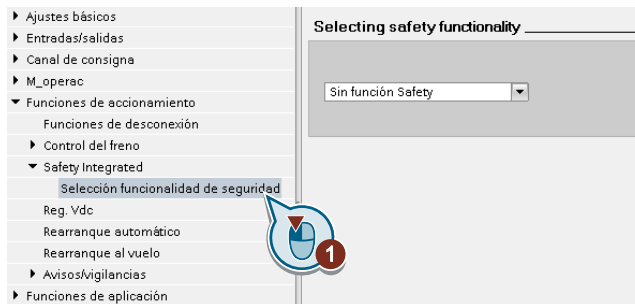 Ajustes básicos
Entradas/salidas
Canal de consigna
M_operac
Funciones de accionamiento
Funciones de desconexión
Control del freno
Safety Integrated
Selección funcionalidad de seguridad
Reg. Vdc
Rearranque automático
Rearranque al vuelo
Avisos/vigilancias
Funciones de aplicación
Selecting safety functionality
Sin función Safety
1